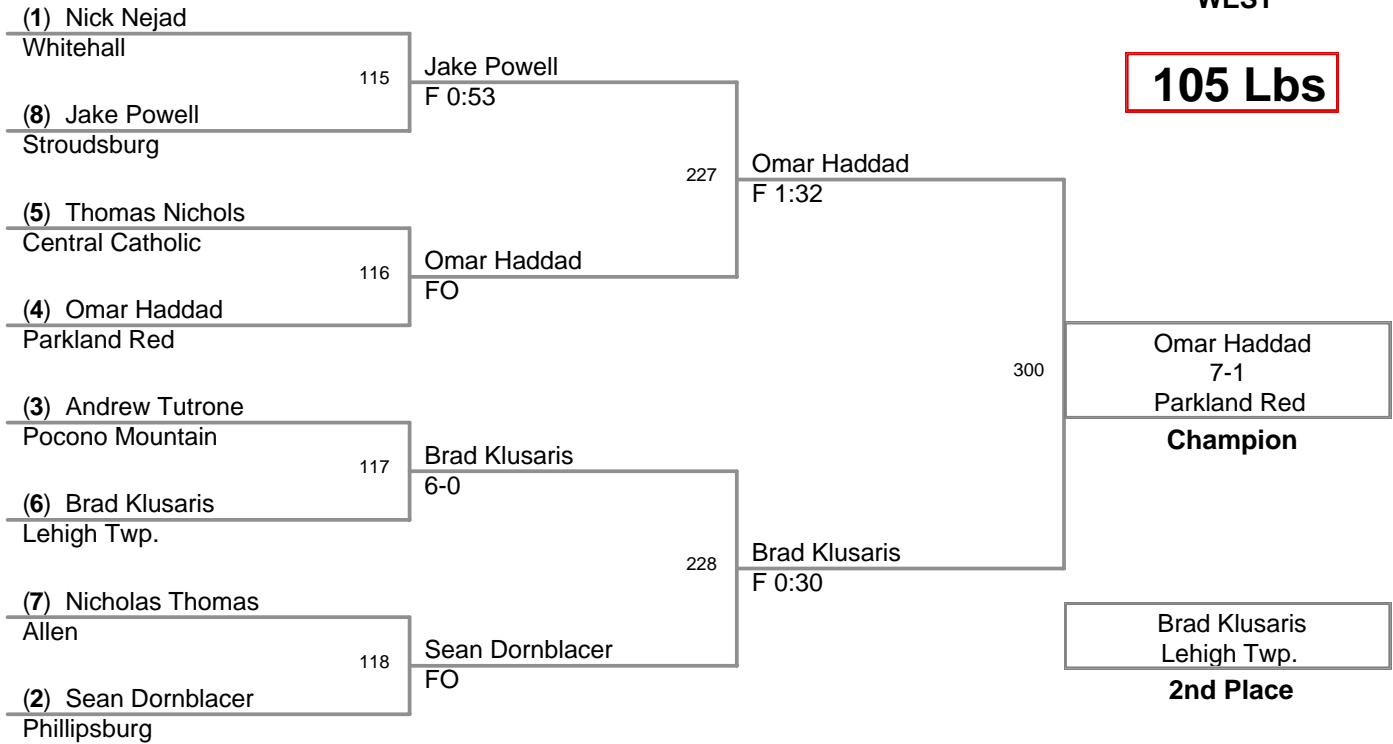 WEST
105 Lbs
(1) Nick Nejad
Whitehall
115
(8) Jake Powell
Stroudsburg
(5) Thomas Nichols
Central Catholic
116
(4) Omar Haddad
Parkland Red
(3) Andrew Tutrone
Pocono Mountain
117
(6) Brad Klusaris
Lehigh Twp.
(7) Nicholas Thomas
Allen
118
(2) Sean Dornblacer
Phillipsburg
Jake Powell
F 0:53
227
Omar Haddad
FO
Brad Klusaris
6-0
228
Sean Dornblacer
FO
Omar Haddad
F 1:32
300
Brad Klusaris
F 0:30
Omar Haddad
7-1
Parkland Red
Champion
Brad Klusaris
Lehigh Twp.
2nd Place